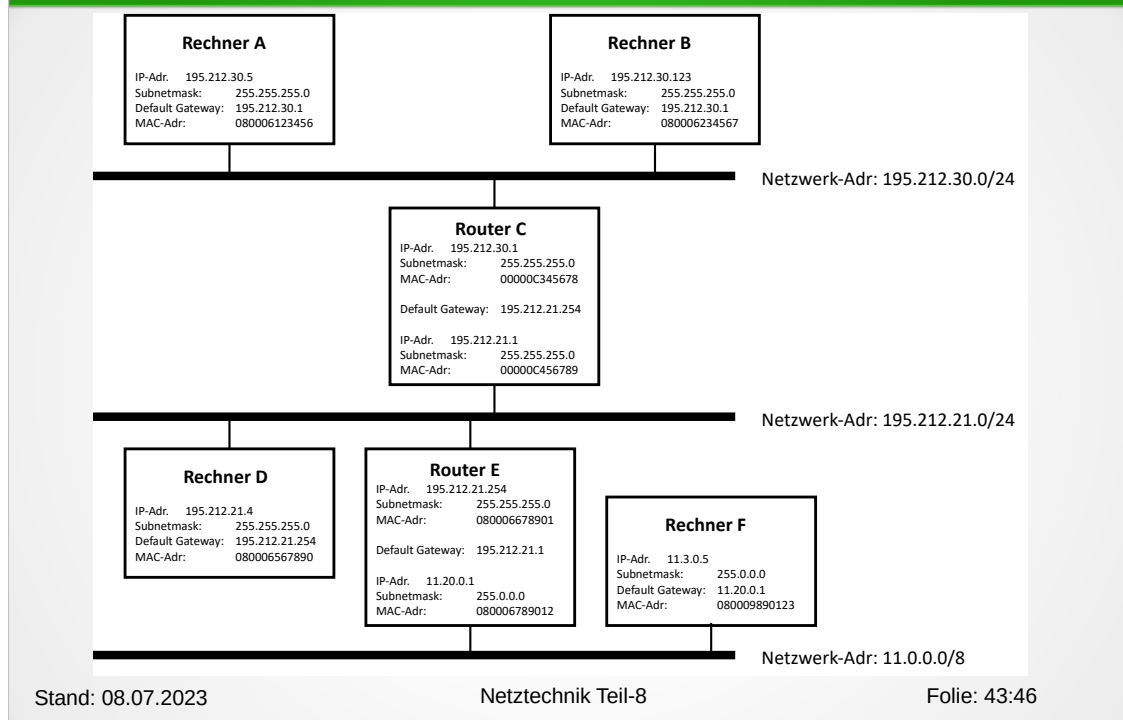 Rechner A
IP-Adr. 195.212.30.5
Subnetmask: 255.255.255.0
Default Gateway: 195.212.30.1
MAC-Adr: 080006123456
Rechner B
IP-Adr. 195.212.30.123
Subnetmask: 255.255.255.0
Default Gateway: 195.212.30.1
MAC-Adr: 080006234567
Netzwerk-Adr: 195.212.30.0/24
Router C
IP-Adr. 195.212.30.1
Subnetmask: 255.255.255.0
MAC-Adr: 00000C345678
Default Gateway: 195.212.21.254
IP-Adr. 195.212.21.1
Subnetmask: 255.255.255.0
MAC-Adr: 00000C456789
Netzwerk-Adr: 195.212.21.0/24
Rechner D
IP-Adr. 195.212.21.4
Subnetmask: 255.255.255.0
Default Gateway: 195.212.21.254
MAC-Adr: 080006567890
Router E
IP-Adr. 195.212.21.254
Subnetmask: 255.255.255.0
MAC-Adr: 080006678901
Default Gateway: 195.212.21.1
IP-Adr. 11.20.0.1
Subnetmask: 255.0.0.0
MAC-Adr: 080006789012
Rechner F
IP-Adr. 11.3.0.5
Subnetmask: 255.0.0.0
Default Gateway: 11.20.0.1
MAC-Adr: 080009890123
Netzwerk-Adr: 11.0.0.0/8
Stand: 08.07.2023
Netztechnik Teil-8
Folie: 43:46